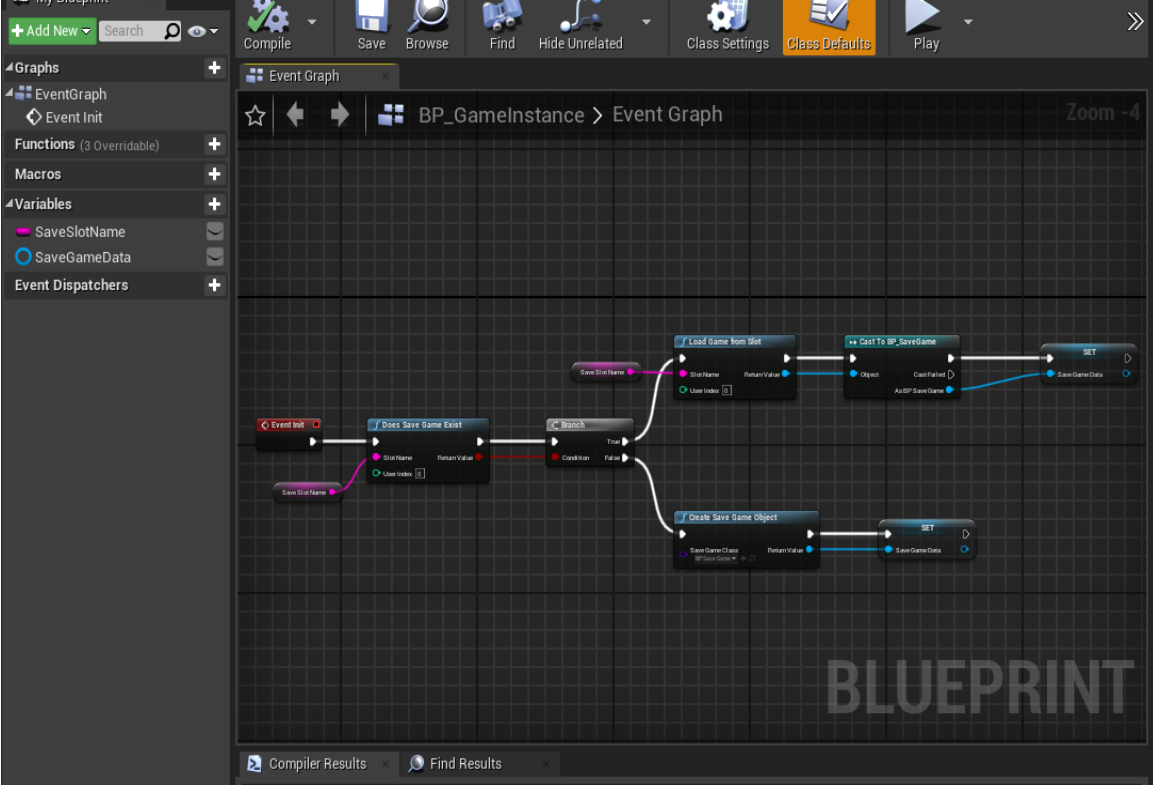 My Blueprint
Add New
Search
Compile
Save
Browse
Find
Hide Unrelated
Class Settings
Class Defaults
Play
Graphs
EventGraph
Event Init
Functions (3 Overridable)
Macros
Variables
SaveSlotName
SaveGameData
Event Dispatchers
Event Graph
BP_GameInstance > Event Graph
Zoom -4
Load Game from Slot
Slot Name
Return Value
User Index 0
Save Slot Name
Cast To BP_SaveGame
Object
Cast Failed
As BP Save Game
SET
Save Game Data
Event Init
Does Save Game Exist
Slot Name
Return Value
User Index 0
Save Slot Name
Branch
True
Condition
False
Create Save Game Object
Save Game Class
Return Value
BP Save Game
SET
Save Game Data
BLUEPRINT
Compiler Results
Find Results